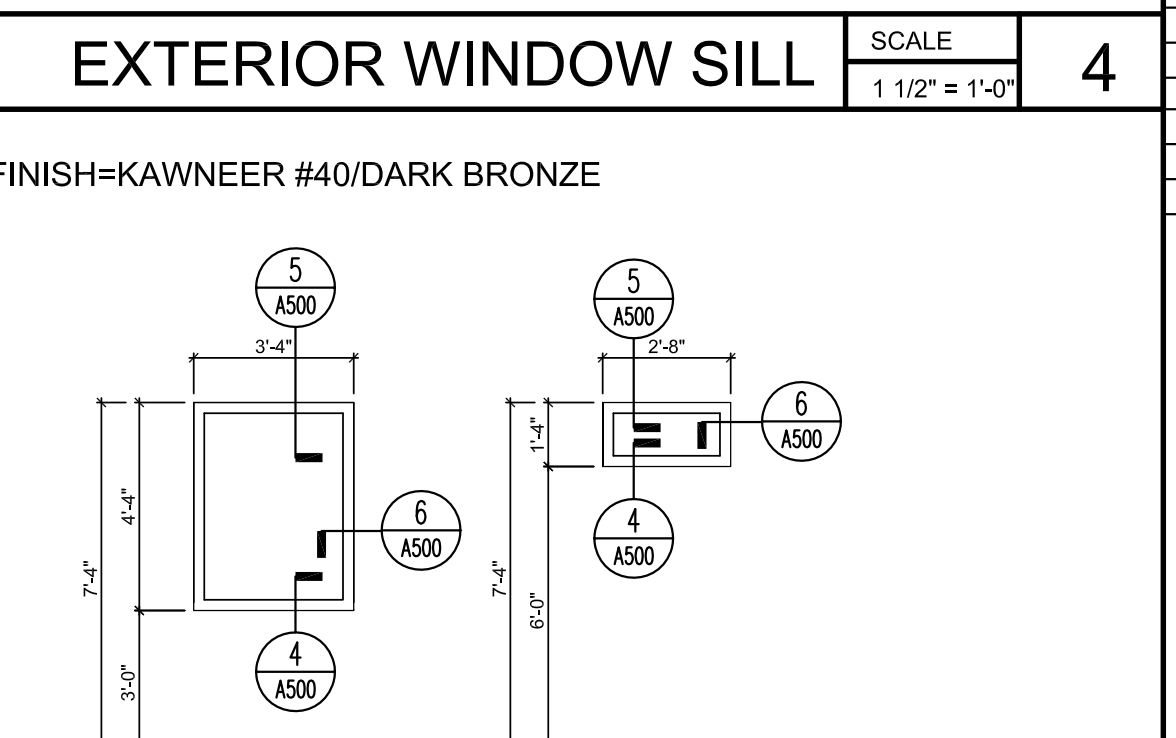 EXTERIOR WINDOW SILL
SCALE
1 1/2" = 1'-0"
4
FINISH=KAWNEER #40/DARK BRONZE
5
A500
3'-4"
4'-4"
7'-4"
3'-0"
6
A500
4
A500
5
A500
2'-8"
1'-4"
7'-4"
6'-0"
6
A500
4
A500